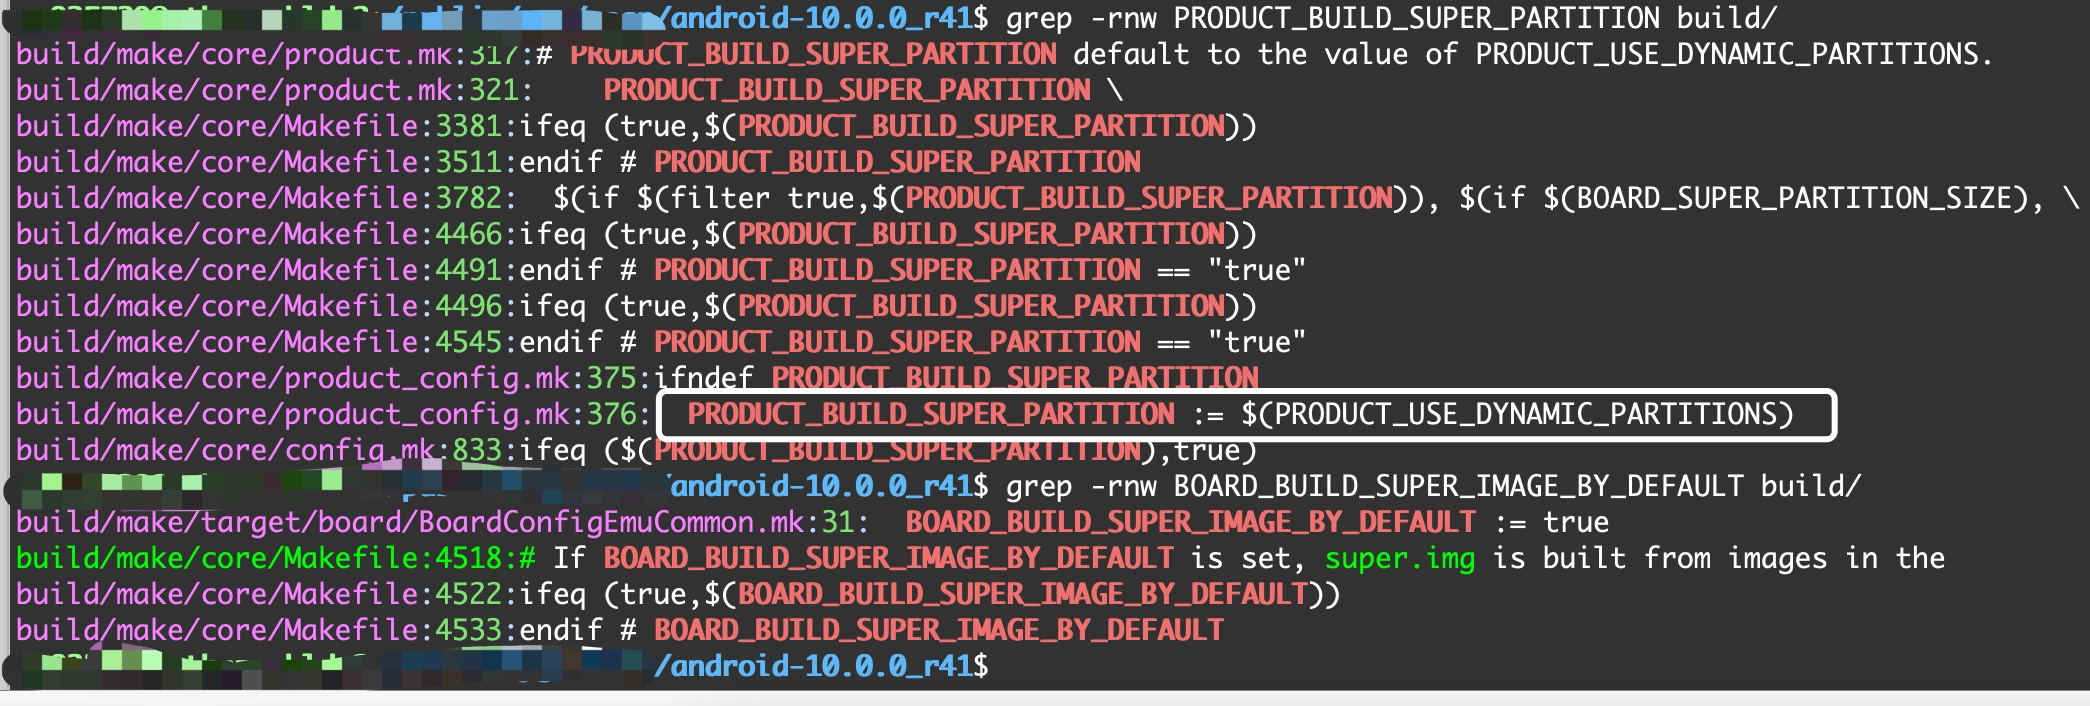 /android-10.0.0_r41$ grep -rnw PRODUCT_BUILD_SUPER_PARTITION build/
build/make/core/product.mk:317:# PRODUCT_BUILD_SUPER_PARTITION default to the value of PRODUCT_USE_DYNAMIC_PARTITIONS.
build/make/core/product.mk:321:    PRODUCT_BUILD_SUPER_PARTITION \
build/make/core/Makefile:3381:ifeq (true,$(PRODUCT_BUILD_SUPER_PARTITION))
build/make/core/Makefile:3511:endif # PRODUCT_BUILD_SUPER_PARTITION
build/make/core/Makefile:3782:  $(if $(filter true,$(PRODUCT_BUILD_SUPER_PARTITION)), $(if $(BOARD_SUPER_PARTITION_SIZE), \
build/make/core/Makefile:4466:ifeq (true,$(PRODUCT_BUILD_SUPER_PARTITION))
build/make/core/Makefile:4491:endif # PRODUCT_BUILD_SUPER_PARTITION == "true"
build/make/core/Makefile:4496:ifeq (true,$(PRODUCT_BUILD_SUPER_PARTITION))
build/make/core/Makefile:4545:endif # PRODUCT_BUILD_SUPER_PARTITION == "true"
build/make/core/product_config.mk:375:ifndef PRODUCT_BUILD_SUPER_PARTITION
build/make/core/product_config.mk:376:  PRODUCT_BUILD_SUPER_PARTITION := $(PRODUCT_USE_DYNAMIC_PARTITIONS)
build/make/core/config.mk:833:ifeq ($(PRODUCT_BUILD_SUPER_PARTITION),true)
/android-10.0.0_r41$ grep -rnw BOARD_BUILD_SUPER_IMAGE_BY_DEFAULT build/
build/make/target/board/BoardConfigEmuCommon.mk:31:  BOARD_BUILD_SUPER_IMAGE_BY_DEFAULT := true
build/make/core/Makefile:4518:# If BOARD_BUILD_SUPER_IMAGE_BY_DEFAULT is set, super.img is built from images in the
build/make/core/Makefile:4522:ifeq (true,$(BOARD_BUILD_SUPER_IMAGE_BY_DEFAULT))
build/make/core/Makefile:4533:endif # BOARD_BUILD_SUPER_IMAGE_BY_DEFAULT
/android-10.0.0_r41$